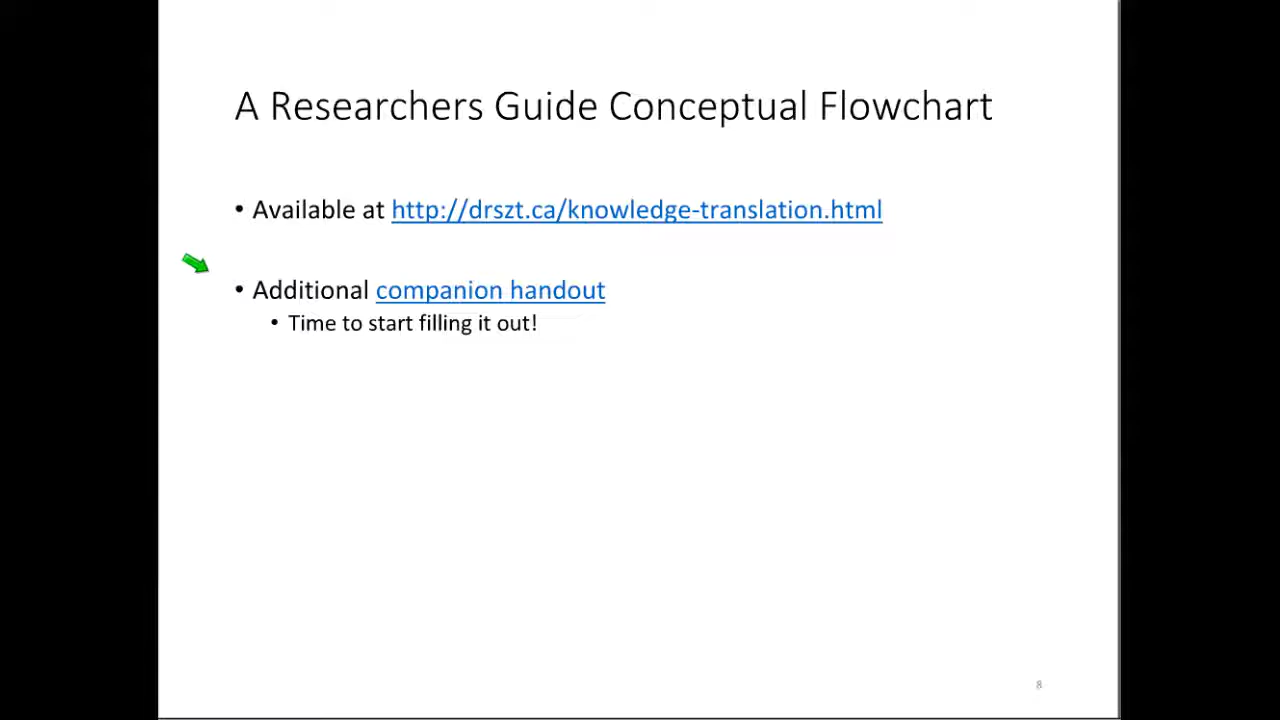 A Researchers Guide Conceptual Flowchart
• Available at http://drszt.ca/knowledge-translation.html
• Additional companion handout
• Time to start filling it out!
8